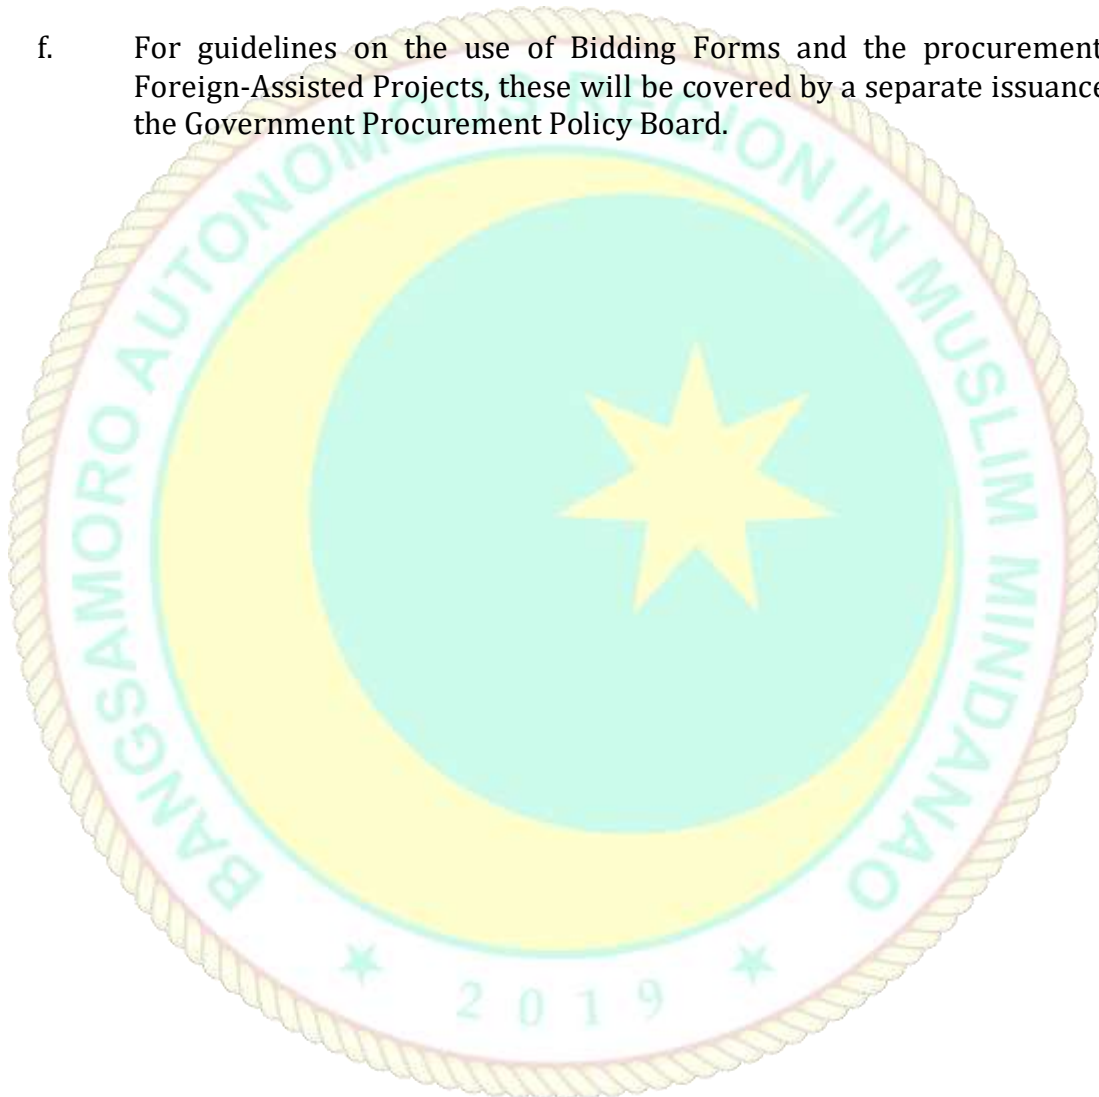 f. For guidelines on the use of Bidding Forms and the procurement
Foreign-Assisted Projects, these will be covered by a separate issuance
the Government Procurement Policy Board.
BANGSAMORO AUTONOMOUS REGION IN MUSLIM MINDANAO
2019